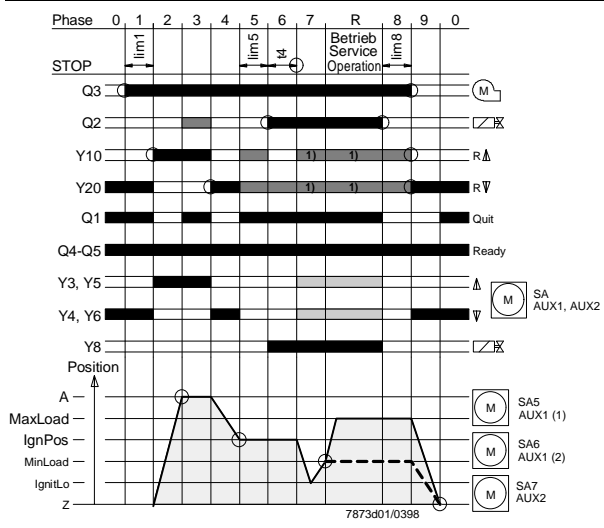 Phase 0 1 2 3 4 5 6 7 R 8 9 0
lim1 lim5 t4 Betrieb Service Operation lim8
STOP
Q3 M
Q2
Y10 1) 1) R
Y20 1) 1) R
Q1 Quit
Q4-Q5 Ready
Y3, Y5
M SA AUX1, AUX2
Y4, Y6
Y8
Position
A
M SA5 AUX1 (1)
MaxLoad
IgnPos
M SA6 AUX1 (2)
MinLoad
IgnitLo
M SA7 AUX2
Z
7873d01/0398